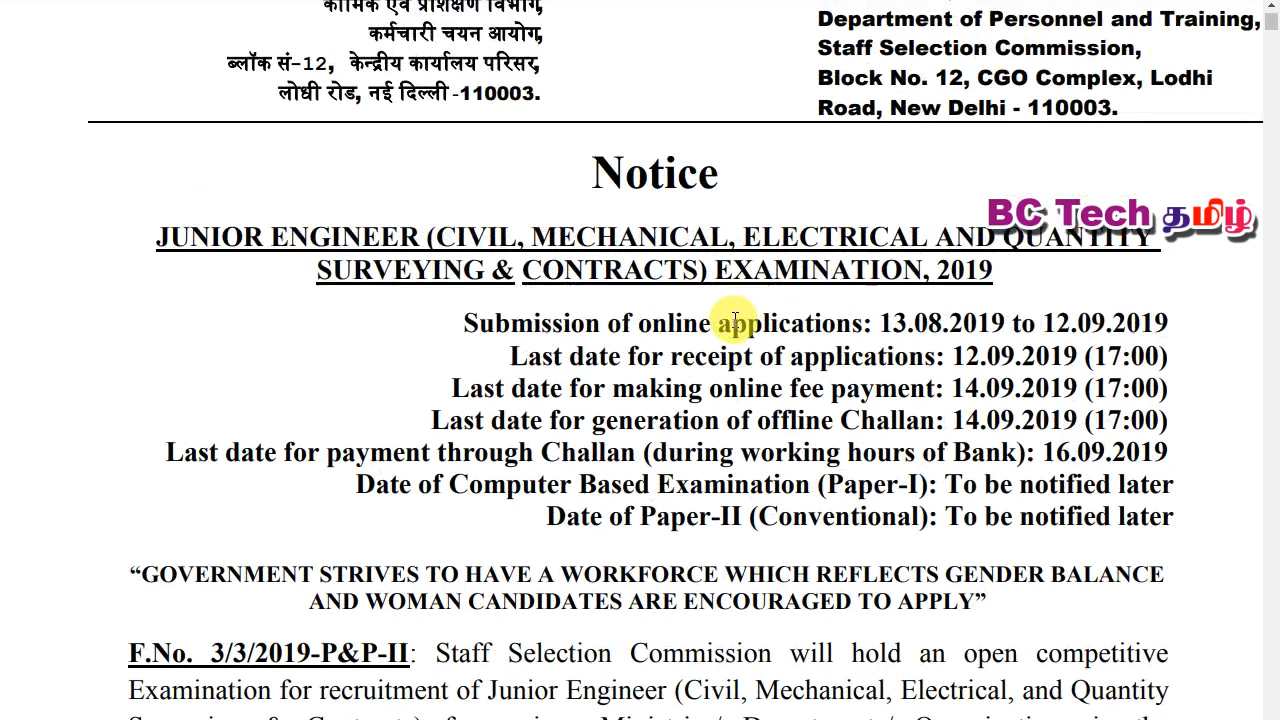 कार्मिक एवं प्रशिक्षण विभाग,
कर्मचारी चयन आयोग,
ब्लॉक सं-12, केन्द्रीय कार्यालय परिसर,
लोधी रोड, नई दिल्ली -110003.
Department of Personnel and Training,
Staff Selection Commission,
Block No. 12, CGO Complex, Lodhi
Road, New Delhi - 110003.
Notice
BC Tech தமிழ்
JUNIOR ENGINEER (CIVIL, MECHANICAL, ELECTRICAL AND QUANTITY
SURVEYING & CONTRACTS) EXAMINATION, 2019
Submission of online applications: 13.08.2019 to 12.09.2019
Last date for receipt of applications: 12.09.2019 (17:00)
Last date for making online fee payment: 14.09.2019 (17:00)
Last date for generation of offline Challan: 14.09.2019 (17:00)
Last date for payment through Challan (during working hours of Bank): 16.09.2019
Date of Computer Based Examination (Paper-I): To be notified later
Date of Paper-II (Conventional): To be notified later
“GOVERNMENT STRIVES TO HAVE A WORKFORCE WHICH REFLECTS GENDER BALANCE
AND WOMAN CANDIDATES ARE ENCOURAGED TO APPLY”
F.No. 3/3/2019-P&P-II: Staff Selection Commission will hold an open competitive
Examination for recruitment of Junior Engineer (Civil, Mechanical, Electrical, and Quantity